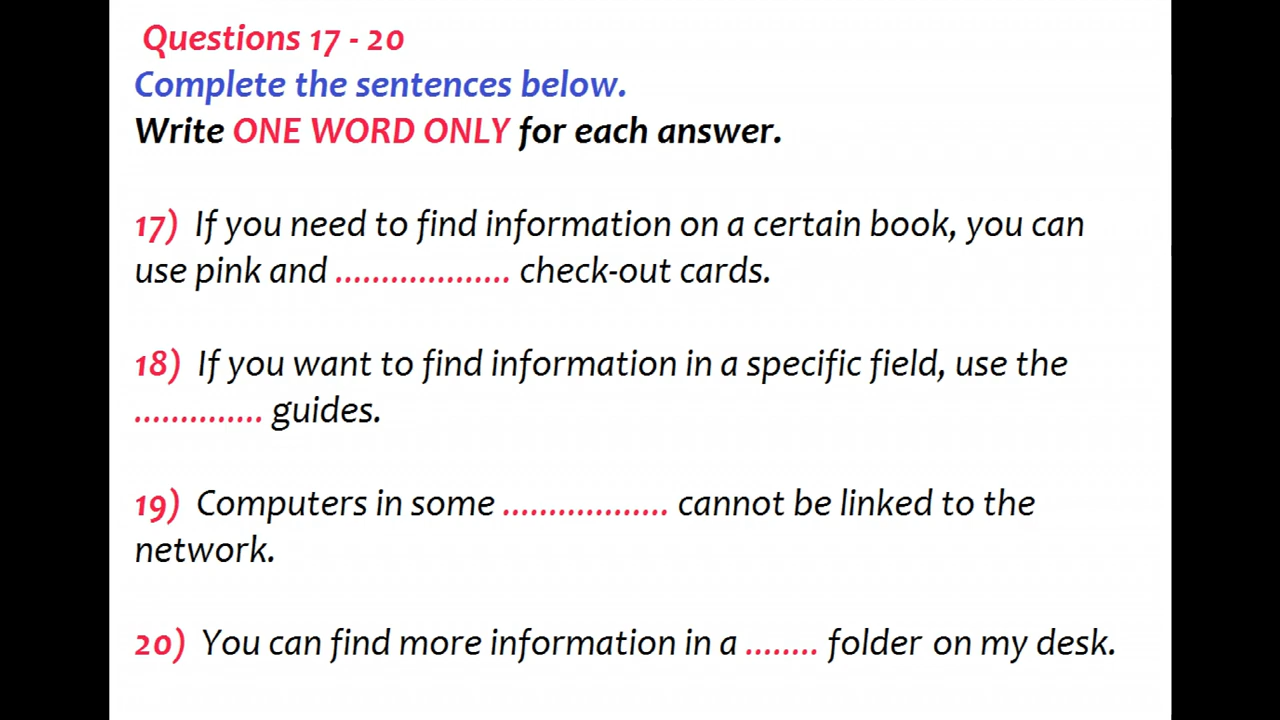 Questions 17 - 20
Complete the sentences below.
Write ONE WORD ONLY for each answer.
17) If you need to find information on a certain book, you can
use pink and ................... check-out cards.
18) If you want to find information in a specific field, use the
.............. guides.
19) Computers in some .................. cannot be linked to the
network.
20) You can find more information in a ........ folder on my desk.